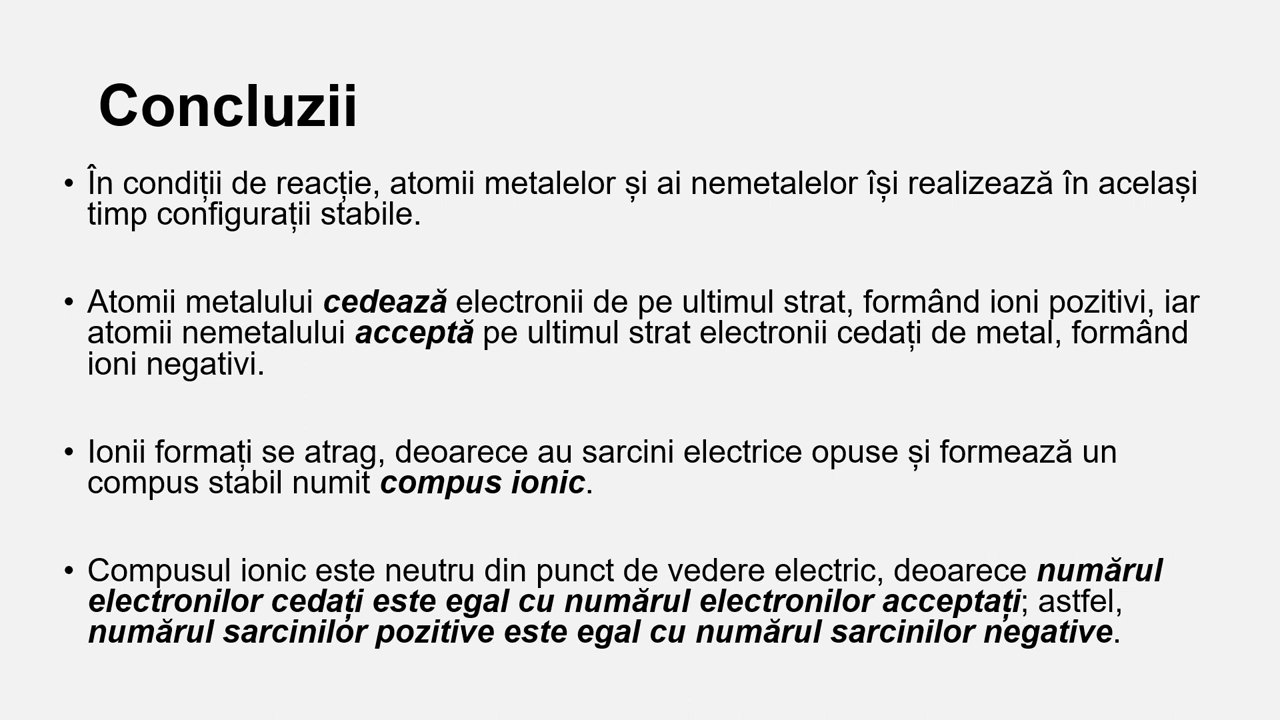 Concluzii
• În condiții de reacție, atomii metalelor și ai nemetalelor își realizează în același
timp configurații stabile.
• Atomii metalului cedează electronii de pe ultimul strat, formând ioni pozitivi, iar
atomii nemetalului acceptă pe ultimul strat electronii cedați de metal, formând
ioni negativi.
• Ionii formați se atrag, deoarece au sarcini electrice opuse și formează un
compus stabil numit compus ionic.
• Compusul ionic este neutru din punct de vedere electric, deoarece numărul
electronilor cedați este egal cu numărul electronilor acceptați; astfel,
numărul sarcinilor pozitive este egal cu numărul sarcinilor negative.